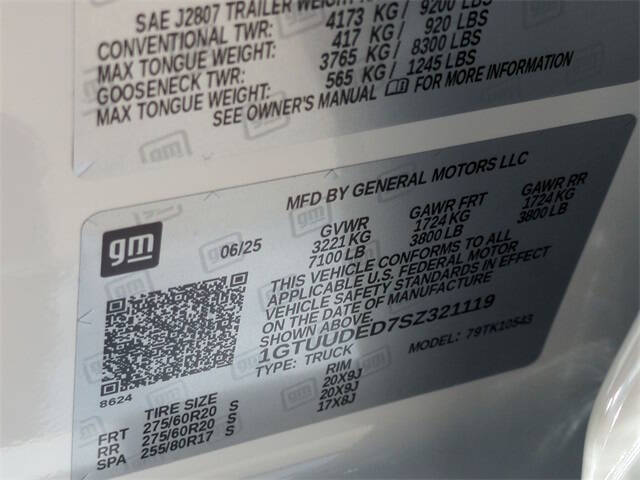 SAE J2807 TRAILER WEIGHT
CONVENTIONAL TWR: 4173 KG/ 9200 LBS
MAX TONGUE WEIGHT: 417 KG/ 920 LBS
GOOSENECK TWR: 3765 KG/ 8300 LBS
MAX TONGUE WEIGHT: 565 KG/ 1245 LBS
SEE OWNER'S MANUAL FOR MORE INFORMATION
gm
MFD BY GENERAL MOTORS LLC
06/25
GVWR GAWR FRT GAWR RR
3221 KG 1724 KG 1724 KG
7100 LB 3800 LB 3800 LB
THIS VEHICLE CONFORMS TO ALL
APPLICABLE U.S. FEDERAL MOTOR
VEHICLE SAFETY STANDARDS IN EFFECT
ON THE DATE OF MANUFACTURE
SHOWN ABOVE.
1GTUUDED7SZ321119
TYPE: TRUCK MODEL: 79TK10543
8624
TIRE SIZE RIM
FRT 275/60R20 S 20X9J
RR 275/60R20 S 20X9J
SPA 255/80R17 S 17X8J